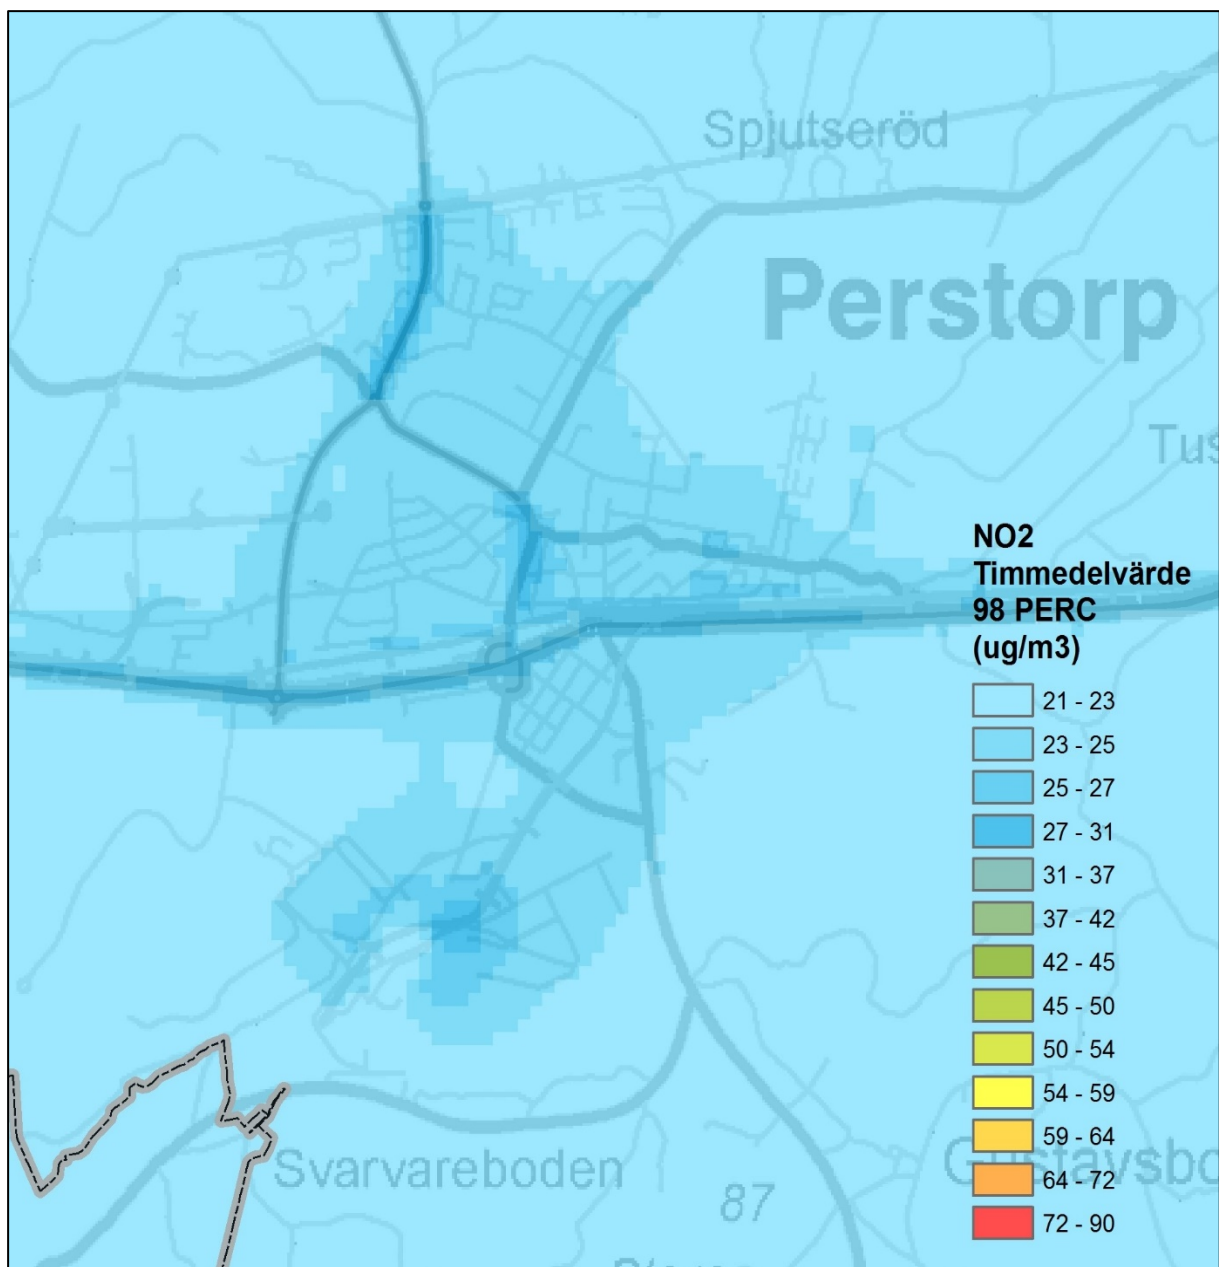 Spjutseröd
Perstorp
Tus
NO2
Timmedelvärde
98 PERC
(ug/m3)
21 - 23
23 - 25
25 - 27
27 - 31
31 - 37
37 - 42
42 - 45
45 - 50
50 - 54
54 - 59
59 - 64
64 - 72
72 - 90
Svarvareboden
Gustavsbo
87